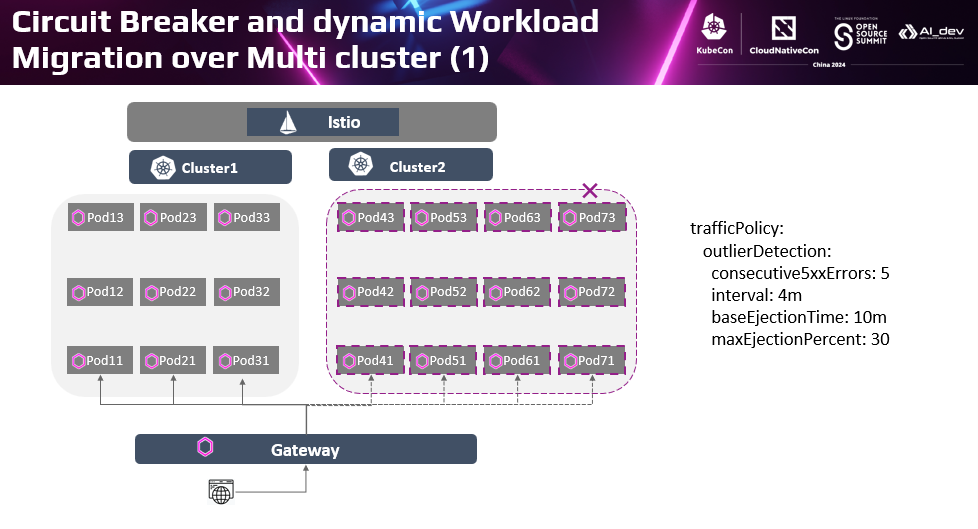 Circuit Breaker and dynamic Workload
Migration over Multi cluster (1)
KubeCon
CloudNativeCon
THE LINUX FOUNDATION
OPEN
SOURCE
SUMMIT
AI_dev
China 2024
Istio
Cluster1
Cluster2
Pod13 Pod23 Pod33
Pod43 Pod53 Pod63 Pod73
Pod12 Pod22 Pod32
Pod42 Pod52 Pod62 Pod72
Pod11 Pod21 Pod31
Pod41 Pod51 Pod61 Pod71
Gateway
trafficPolicy:
outlierDetection:
consecutive5xxErrors: 5
interval: 4m
baseEjectionTime: 10m
maxEjectionPercent: 30